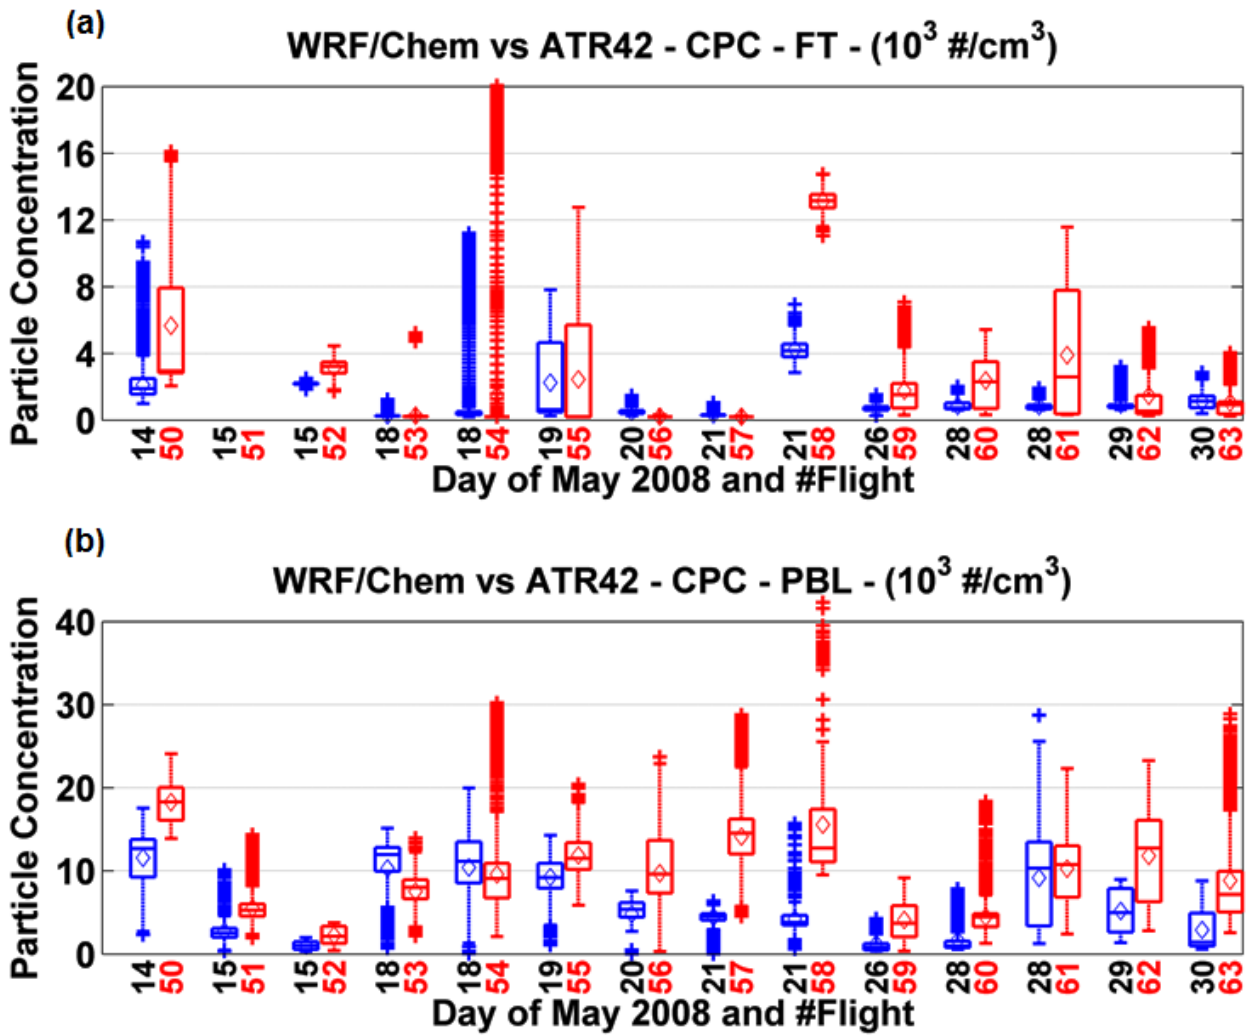 (a)
WRF/Chem vs ATR42 - CPC - FT - (10³ #/cm³)
Particle Concentration
20
16
12
8
4
0
14 15 15 18 18 19 20 21 21 26 28 28 29 30
50 51 52 53 54 55 56 57 58 59 60 61 62 63
Day of May 2008 and #Flight
(b)
WRF/Chem vs ATR42 - CPC - PBL - (10³ #/cm³)
Particle Concentration
40
30
20
10
0
14 15 15 18 18 19 20 21 21 26 28 28 29 30
50 51 52 53 54 55 56 57 58 59 60 61 62 63
Day of May 2008 and #Flight